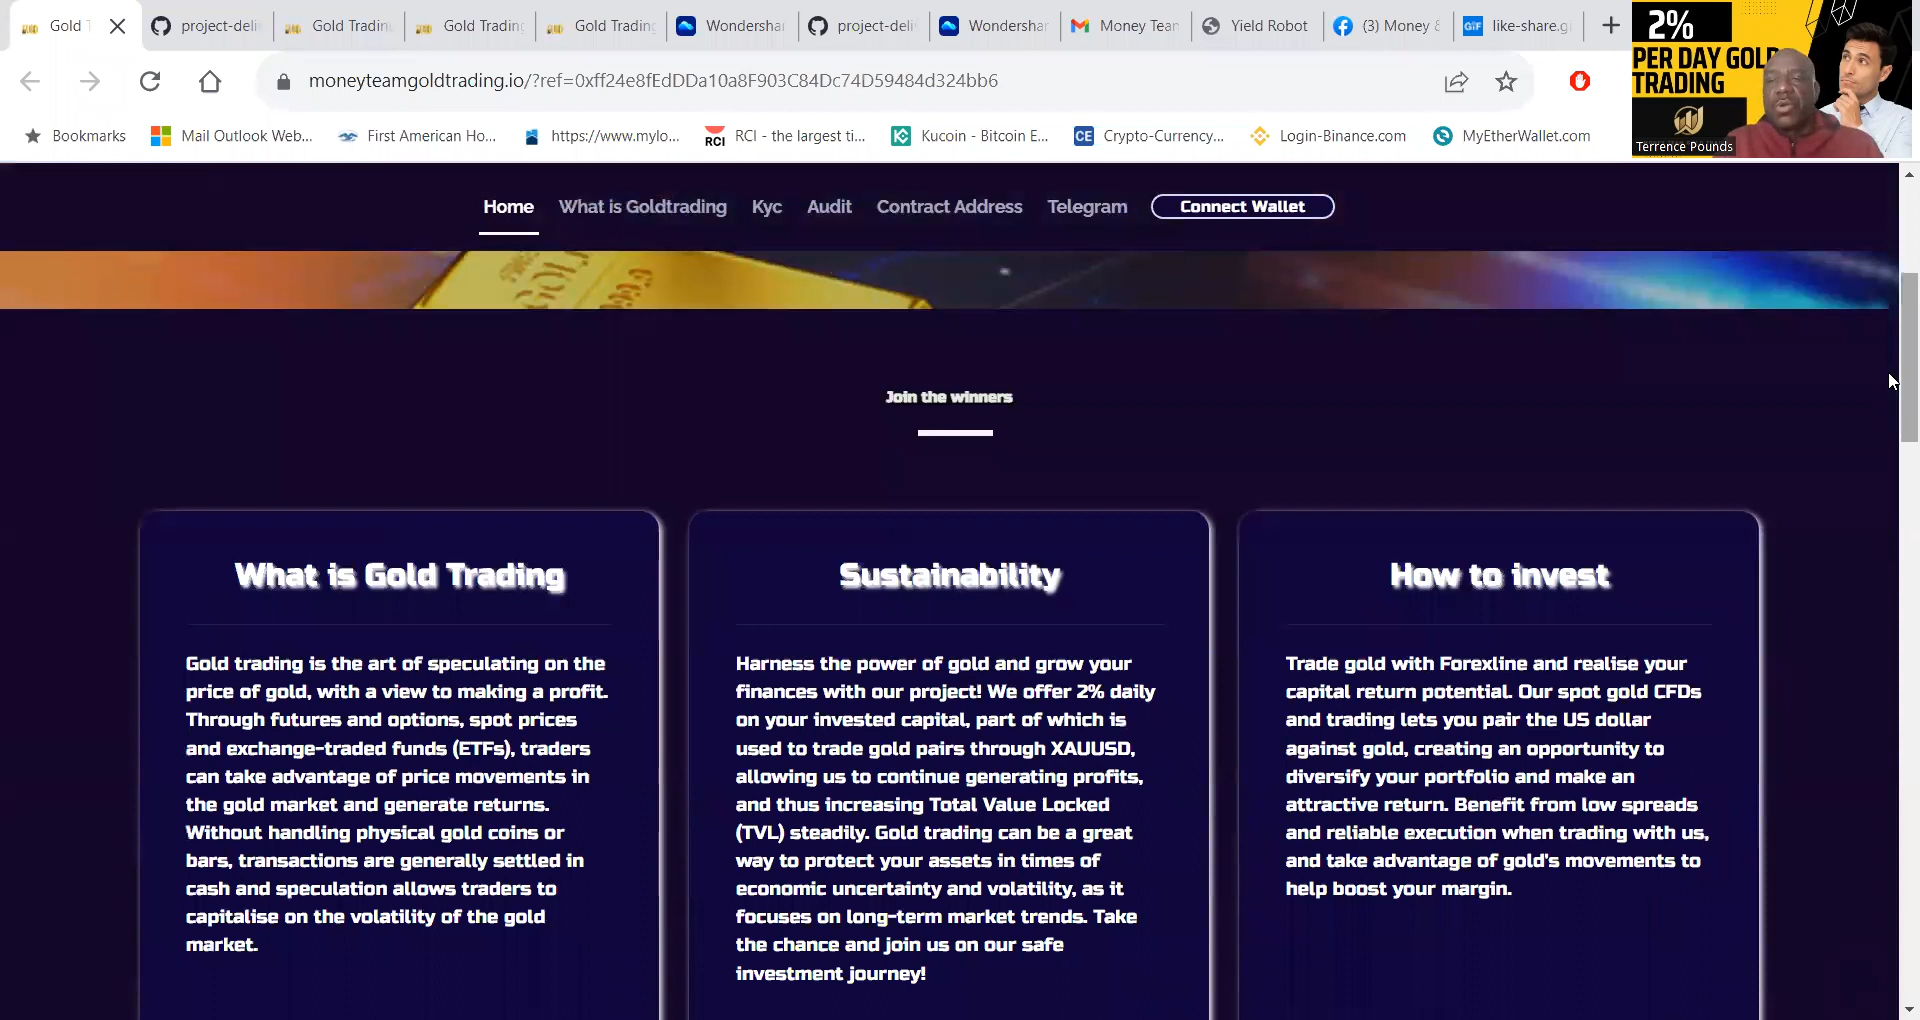 Gold T
project-deli
Gold Tradin
Gold Trading
Gold Trading
Wondersha
project-deli
Wondershar
Money Tean
Yield Robot
(3) Money &
like-share.g
moneyteamgoldtrading.io/?ref=0xff24e8fEdDDa10a8F903C84Dc74D59484d324bb6
Bookmarks
Mail Outlook Web...
First American Ho...
https://www.mylo...
RCI
RCI - the largest ti...
Kucoin - Bitcoin E...
CE
Crypto-Currency...
Login-Binance.com
MyEtherWallet.com
2%
PER DAY GOL
TRADING
Terrence Pounds
Home
What is Goldtrading
Kyc
Audit
Contract Address
Telegram
Connect Wallet
Join the winners
What is Gold Trading
Gold trading is the art of speculating on the
price of gold, with a view to making a profit.
Through futures and options, spot prices
and exchange-traded funds (ETFs), traders
can take advantage of price movements in
the gold market and generate returns.
Without handling physical gold coins or
bars, transactions are generally settled in
cash and speculation allows traders to
capitalise on the volatility of the gold
market.
Sustainability
Harness the power of gold and grow your
finances with our project! We offer 2% daily
on your invested capital, part of which is
used to trade gold pairs through XAUUSD,
allowing us to continue generating profits,
and thus increasing Total Value Locked
(TVL) steadily. Gold trading can be a great
way to protect your assets in times of
economic uncertainty and volatility, as it
focuses on long-term market trends. Take
the chance and join us on our safe
investment journey!
How to invest
Trade gold with Forexline and realise your
capital return potential. Our spot gold CFDs
and trading lets you pair the US dollar
against gold, creating an opportunity to
diversify your portfolio and make an
attractive return. Benefit from low spreads
and reliable execution when trading with us,
and take advantage of gold's movements to
help boost your margin.